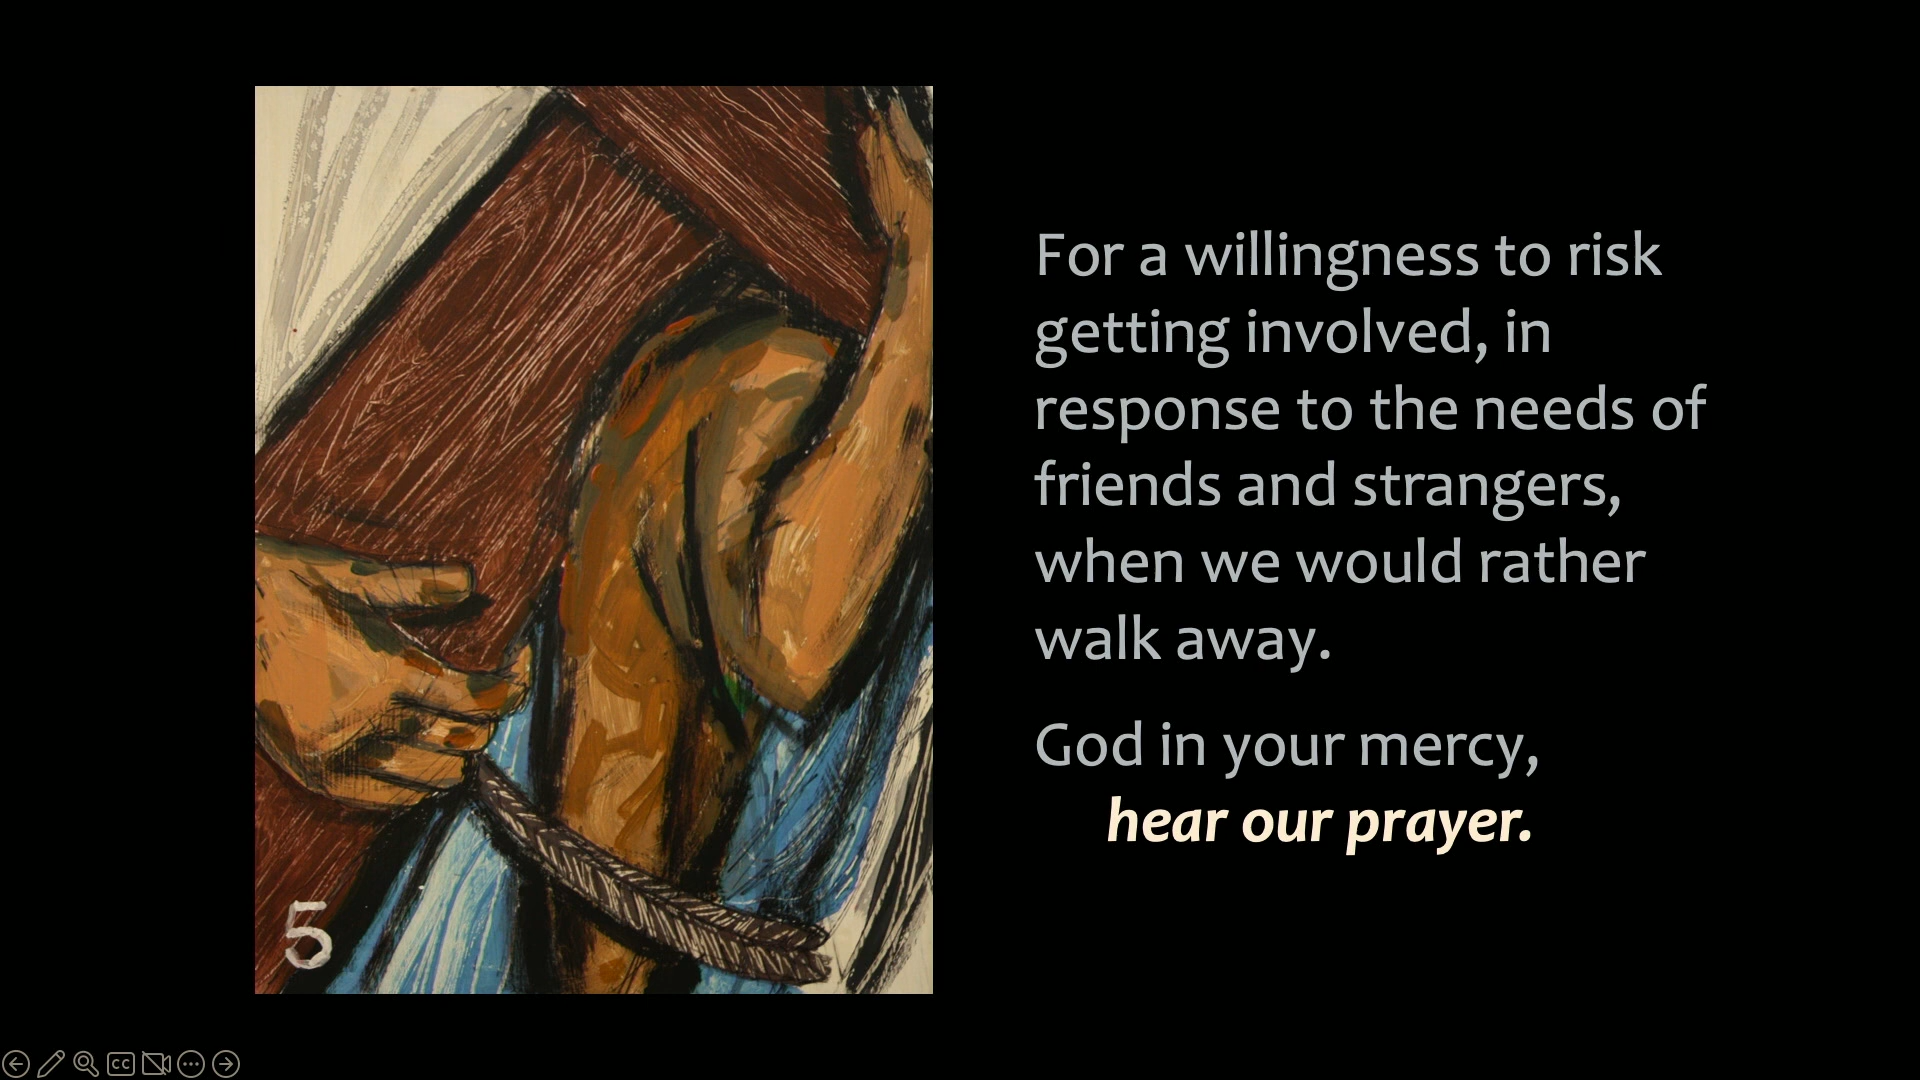 For a willingness to risk
getting involved, in
response to the needs of
friends and strangers,
when we would rather
walk away.
God in your mercy,
hear our prayer.
5
CC